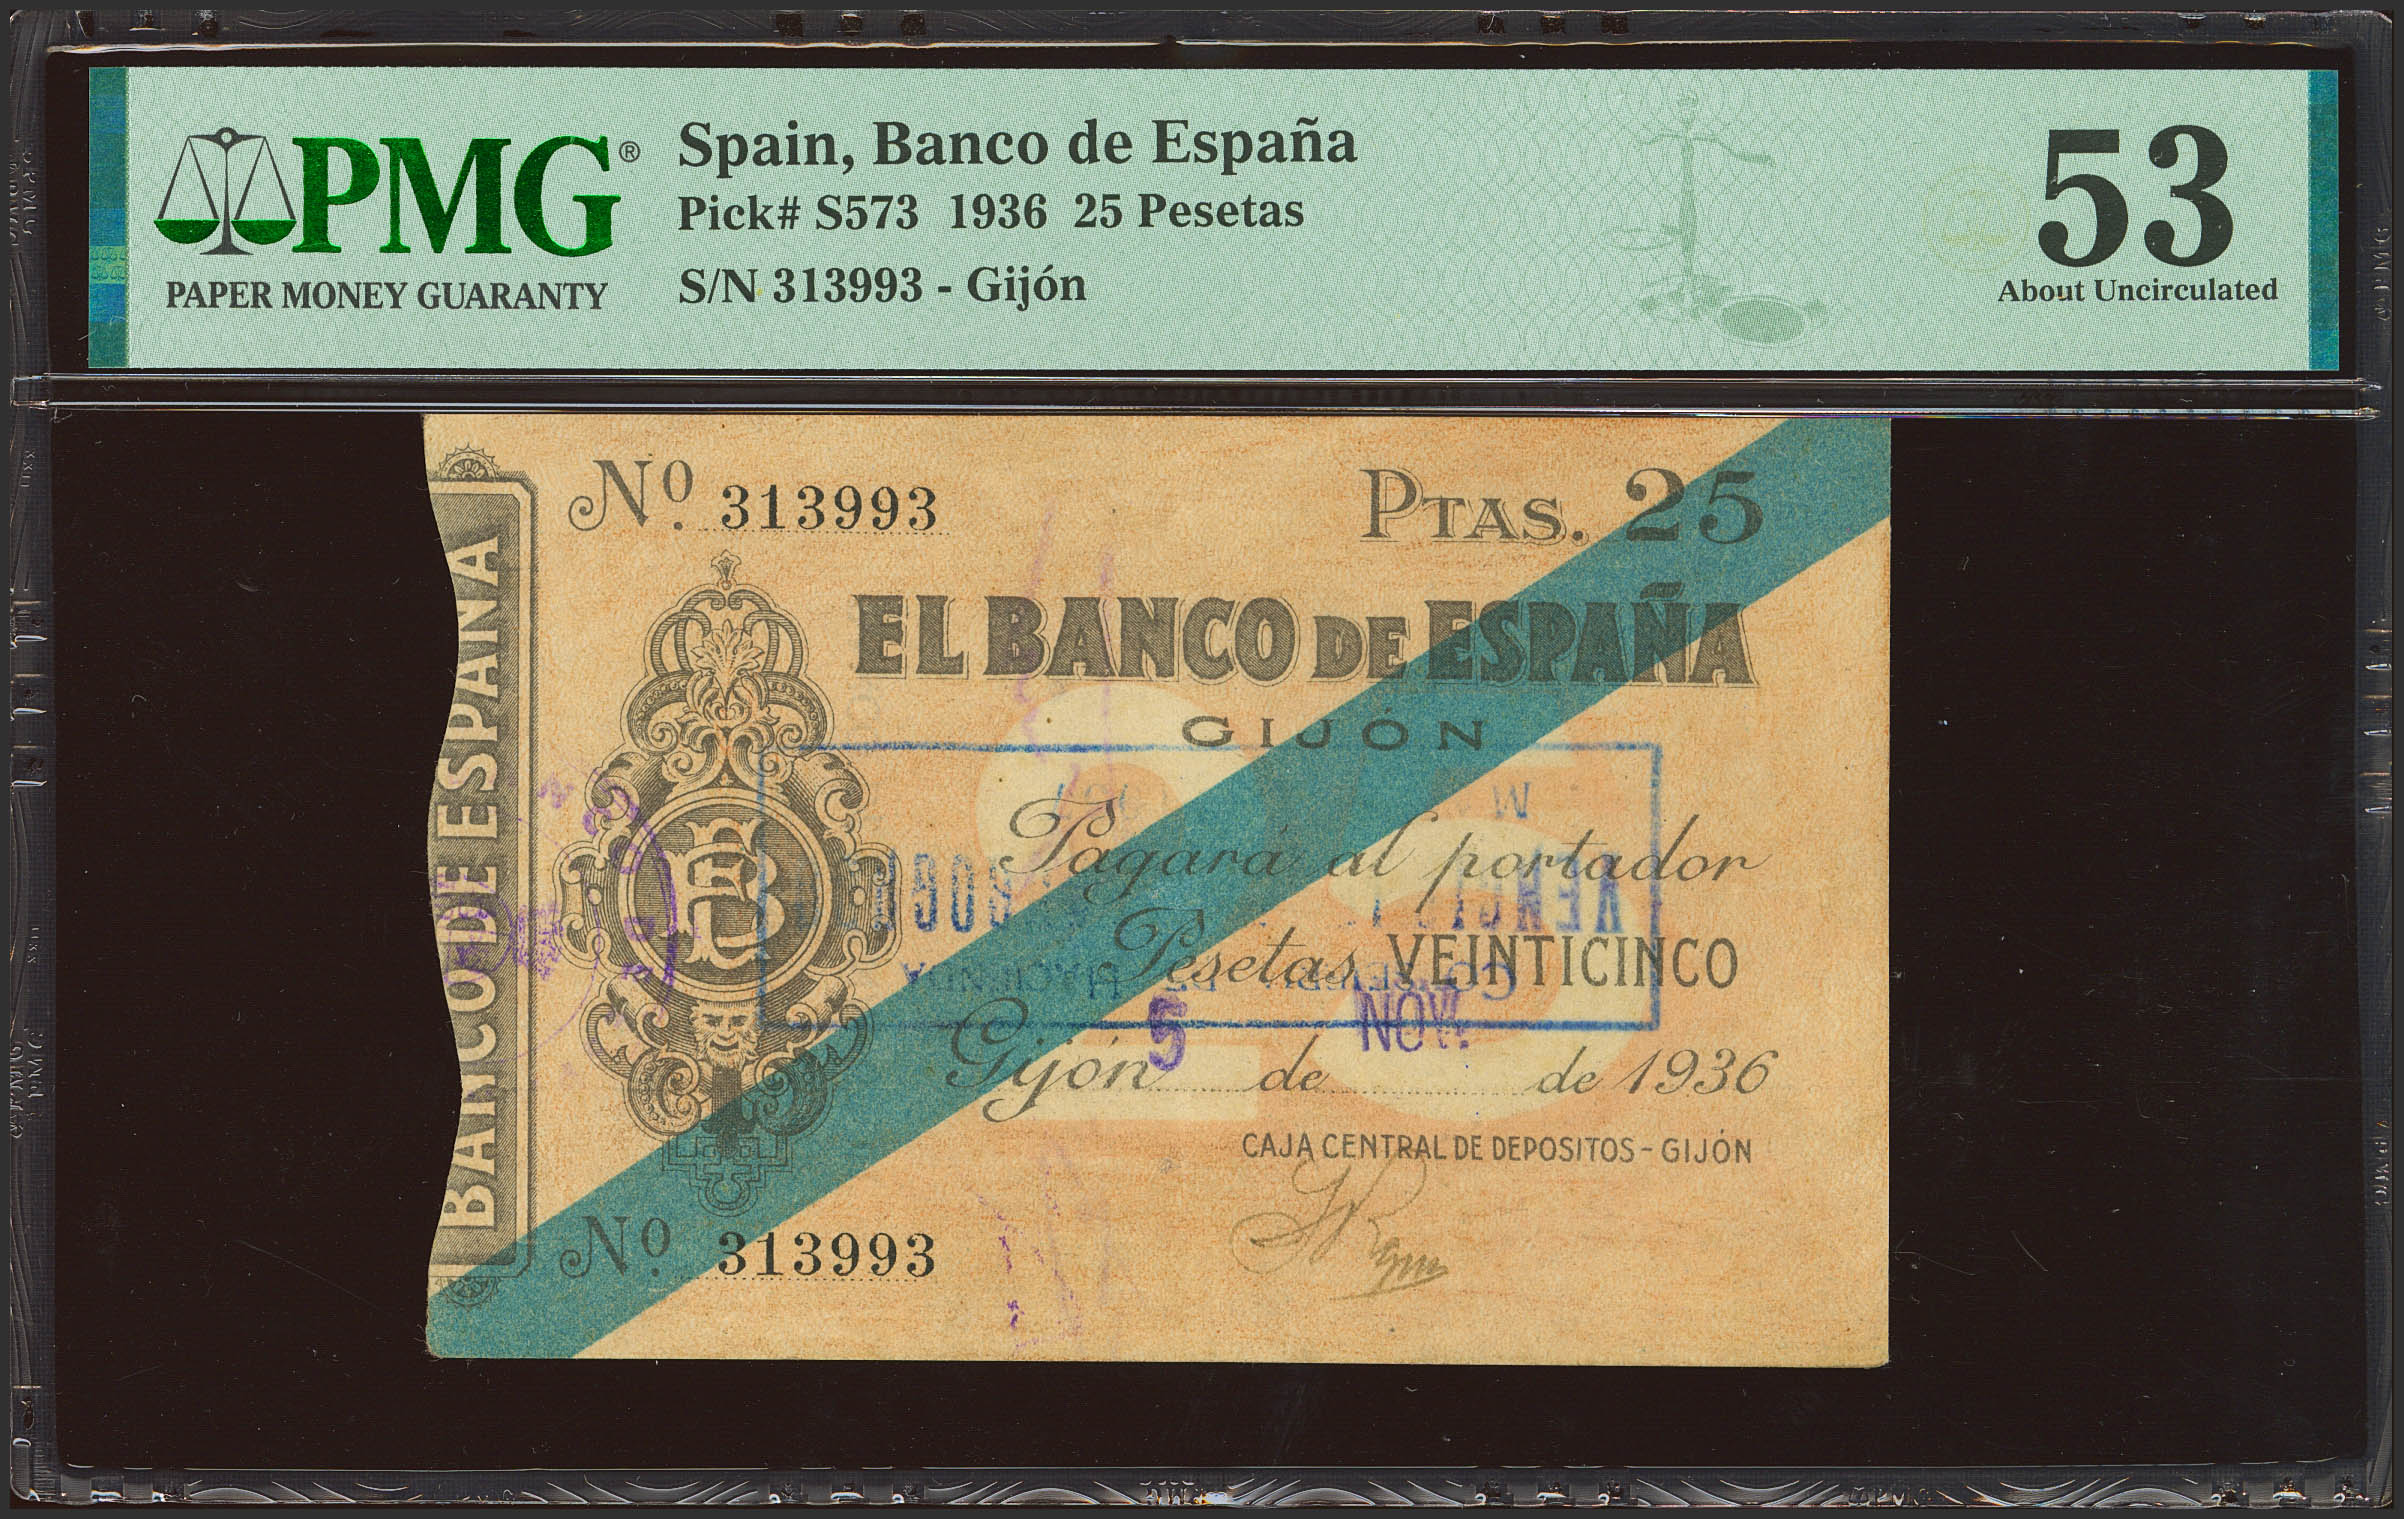 PMG®
PAPER MONEY GUARANTY
Spain, Banco de España
Pick# S573 1936 25 Pesetas
S/N 313993 - Gijón
53
About Uncirculated
BANCO DE ESPAÑA
Nº. 313993
PTAS. 25
EL BANCO DE ESPAÑA
GIJÓN
EB
Pagará al portador
Pesetas VEINTICINCO
5 NOV.
Gijón de de 1936
CAJA CENTRAL DE DEPOSITOS - GIJÓN
Nº. 313993